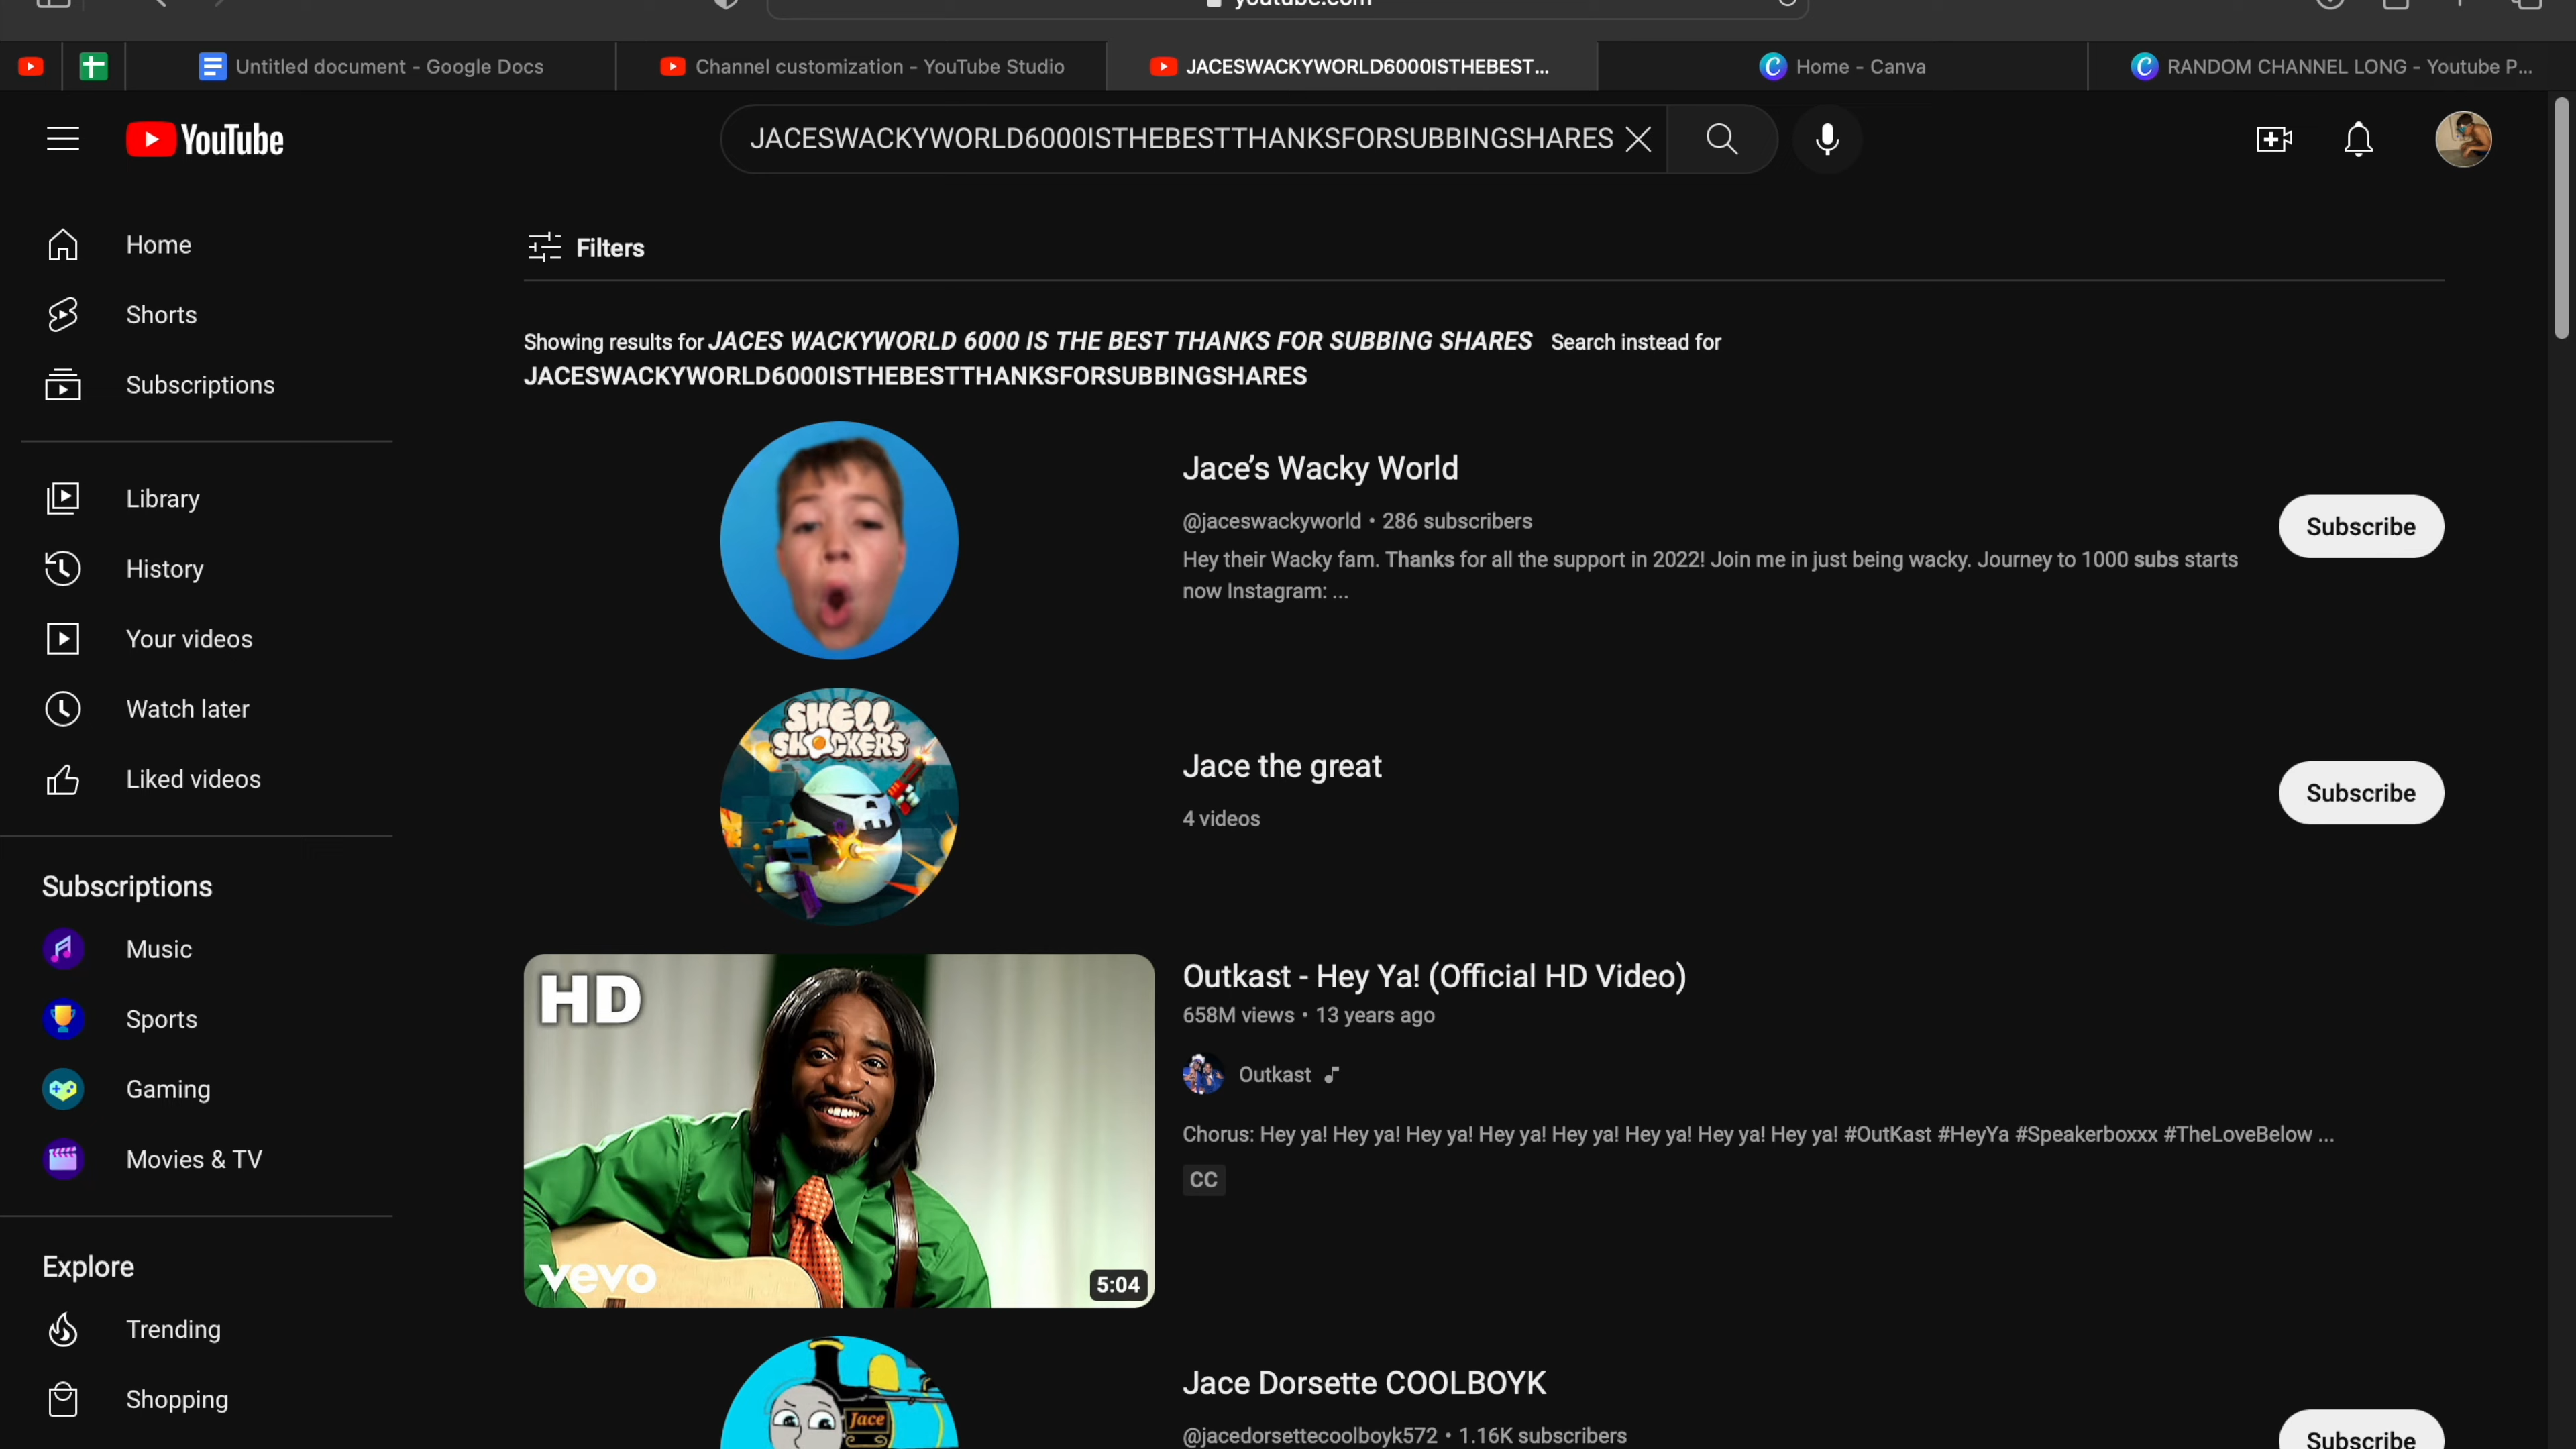 youtube.com
Untitled document - Google Docs
Channel customization - YouTube Studio
JACESWACKYWORLD6000ISTHEBEST...
Home - Canva
RANDOM CHANNEL LONG - Youtube P...
YouTube
JACESWACKYWORLD6000ISTHEBESTTHANKSFORSUBBINGSHARES
Home
Shorts
Subscriptions
Library
History
Your videos
Watch later
Liked videos
Subscriptions
Music
Sports
Gaming
Movies & TV
Explore
Trending
Shopping
Filters
Showing results for JACES WACKYWORLD 6000 IS THE BEST THANKS FOR SUBBING SHARES Search instead for
JACESWACKYWORLD6000ISTHEBESTTHANKSFORSUBBINGSHARES
Jace’s Wacky World
@jaceswackyworld • 286 subscribers
Hey their Wacky fam. Thanks for all the support in 2022! Join me in just being wacky. Journey to 1000 subs starts
now Instagram: ...
Subscribe
SHELL
SHOCKERS
Jace the great
4 videos
Subscribe
HD
vevo
5:04
Outkast - Hey Ya! (Official HD Video)
658M views • 13 years ago
Outkast
Chorus: Hey ya! Hey ya! Hey ya! Hey ya! Hey ya! Hey ya! Hey ya! Hey ya! #OutKast #HeyYa #Speakerboxxx #TheLoveBelow ...
CC
Jace
Jace Dorsette COOLBOYK
@jacedorsettecoolboyk572 • 1.16K subscribers
Subscribe